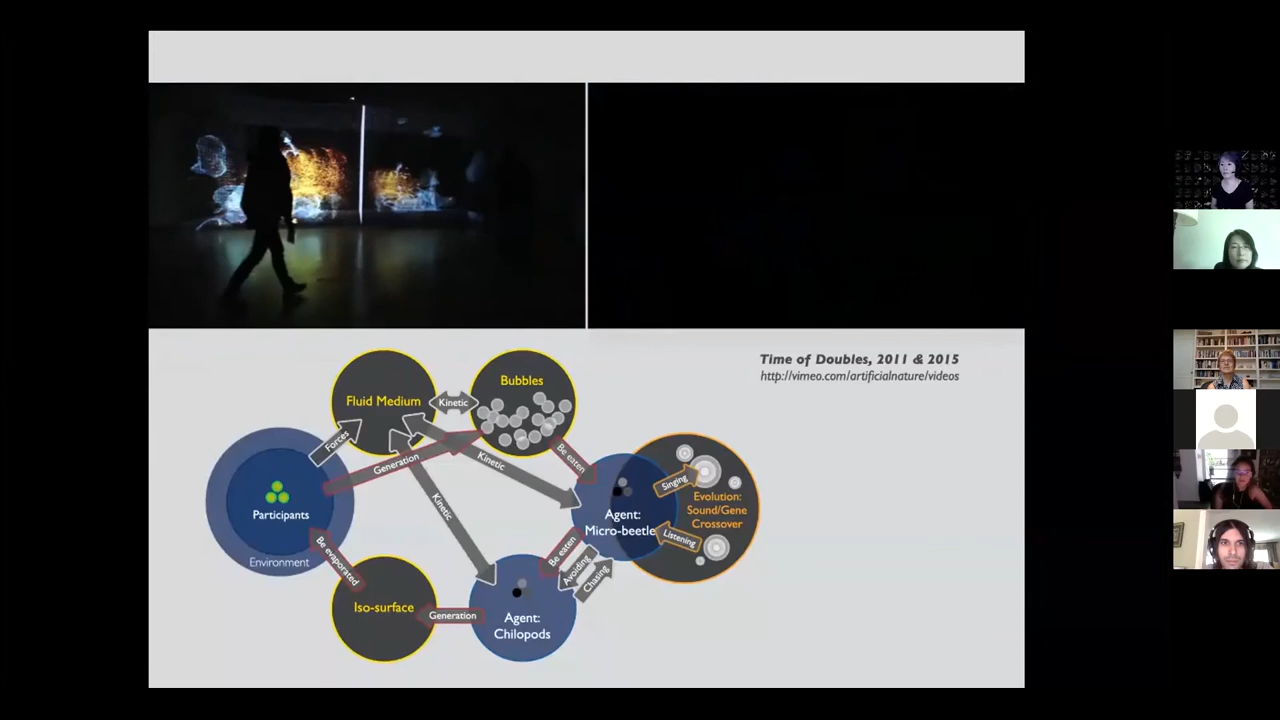 Time of Doubles, 2011 & 2015
http://vimeo.com/artificialnature/videos
Bubbles
Fluid Medium
Kinetic
Forces
Generation
Kinetic
Be eaten
Kinetic
Singing
Evolution:
Sound/Gene
Crossover
Listening
Agent:
Micro-beetle
Participants
Environment
Be evaporated
Be eaten
Avoiding
Chasing
Iso-surface
Generation
Agent:
Chilopods